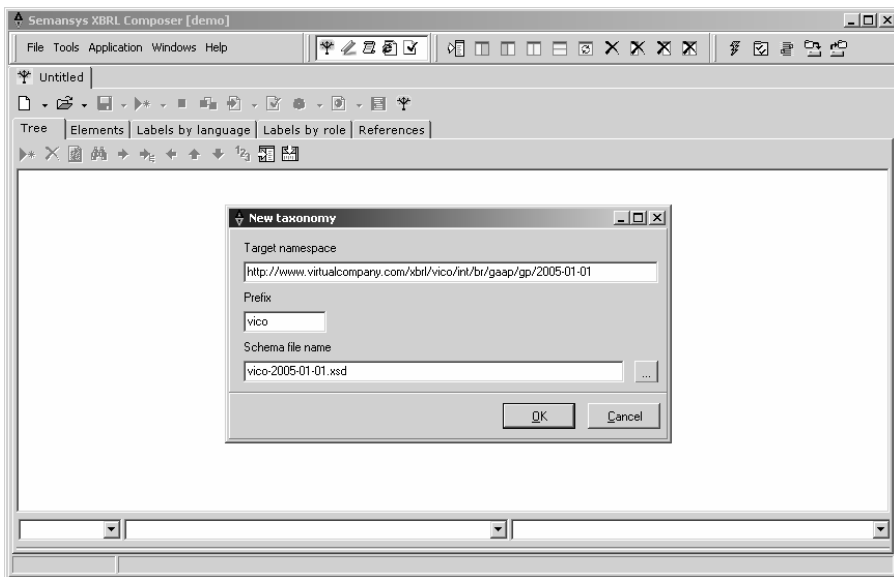 Semansys XBRL Composer [demo]
File Tools Application Windows Help
Untitled
Tree Elements Labels by language Labels by role References
123
New taxonomy
Target namespace
http://www.virtualcompany.com/xbrl/vico/int/br/gaap/gp/2005-01-01
Prefix
vico
Schema file name
vico-2005-01-01.xsd
...
OK Cancel